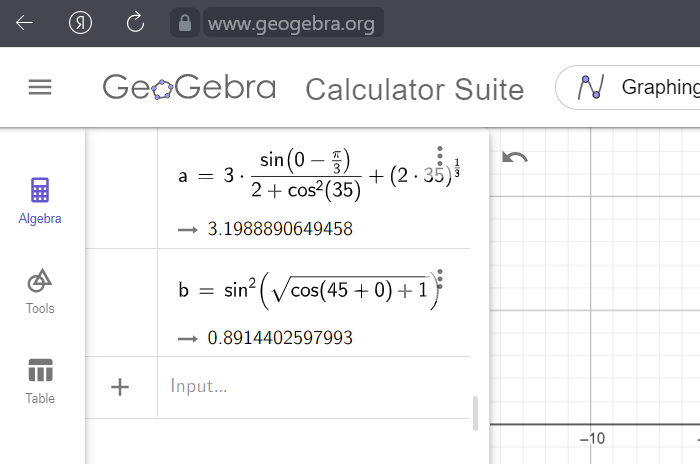 Я
www.geogebra.org
GeoGebra Calculator Suite
Graphing
Algebra
Tools
Table
a = 3 · sin(0 − π/3) / (2 + cos²(35)) + (2 · 35)^(1/3)
→ 3.1988890649458
b = sin²(√(cos(45 + 0) + 1))
→ 0.8914402597993
+
Input...
−10